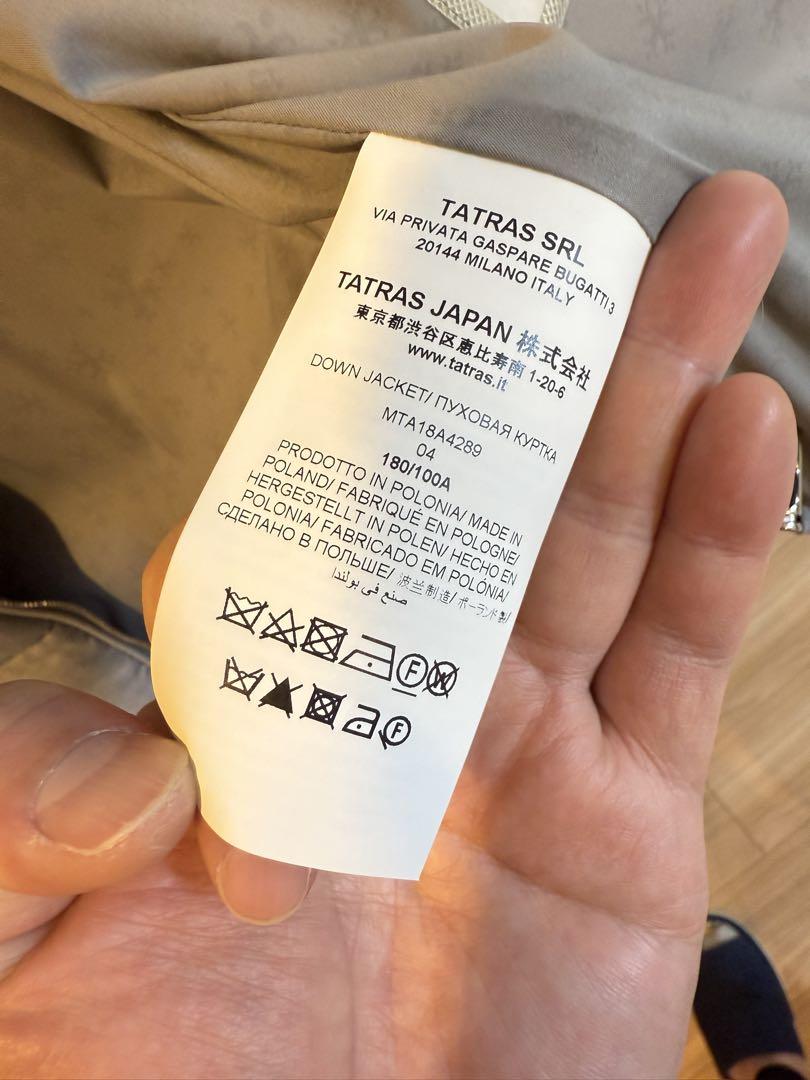 TATRAS SRL
VIA PRIVATA GASPARE BUGATTI 3
20144 MILANO ITALY
TATRAS JAPAN 株式会社
東京都渋谷区恵比寿南 1-20-6
www.tatras.it
DOWN JACKET/ ПУХОВАЯ КУРТКА
MTA18A4289
04
180/100A
PRODOTTO IN POLONIA/ MADE IN
POLAND/ FABRIQUÉ EN POLOGNE/
HERGESTELLT IN POLEN/ HECHO EN
POLONIA/ FABRICADO EM POLÓNIA/
СДЕЛАНО В ПОЛЬШЕ/ 波兰制造/ ポーランド製/
صنع في بولندا
F W
F